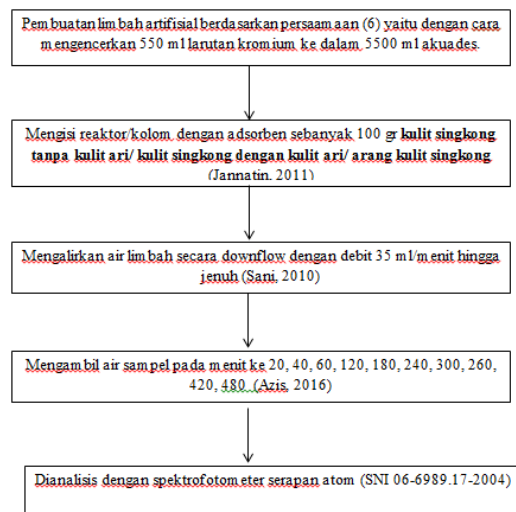 Pembuatan limbah artifisial berdasarkan persaamaan (6) yaitu dengan cara
mengencerkan 550 ml larutan kromium ke dalam 5500 ml akuades.
Mengisi reaktor/kolom dengan adsorben sebanyak 100 gr kulit singkong
tanpa kulit ari/ kulit singkong dengan kulit ari/ arang kulit singkong
(Jannatin, 2011)
Mengalirkan air limbah secara downflow dengan debit 35 ml/menit hingga
jenuh (Sani, 2010)
Mengambil air sampel pada menit ke 20, 40, 60, 120, 180, 240, 300, 260,
420, 480. (Azis, 2016)
Dianalisis dengan spektrofotometer serapan atom (SNI 06-6989.17-2004)